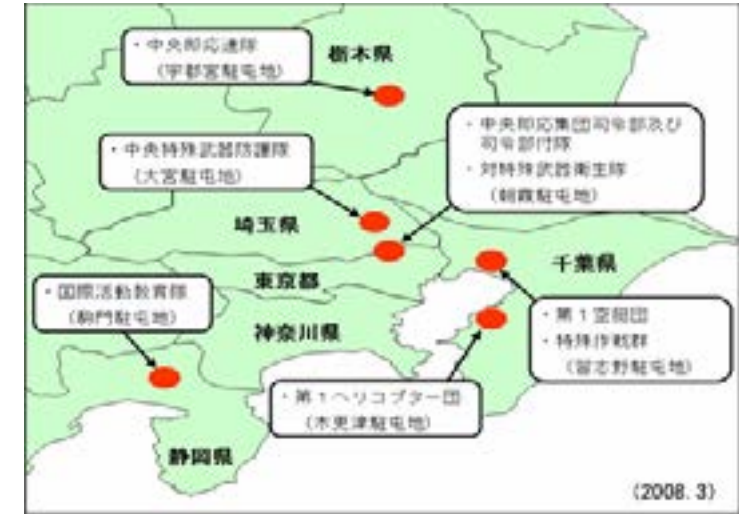 ・中央即応連隊
(宇都宮駐屯地)
栃木県
・中央特殊武器防護隊
(大宮駐屯地)
・中央即応集団司令部及び
司令部付隊
・対特殊武器衛生隊
(朝霞駐屯地)
埼玉県
東京都
千葉県
・国際活動教育隊
(駒門駐屯地)
神奈川県
・第1空挺団
・特殊作戦群
(習志野駐屯地)
・第1ヘリコプター団
(木更津駐屯地)
静岡県
(2008.3)